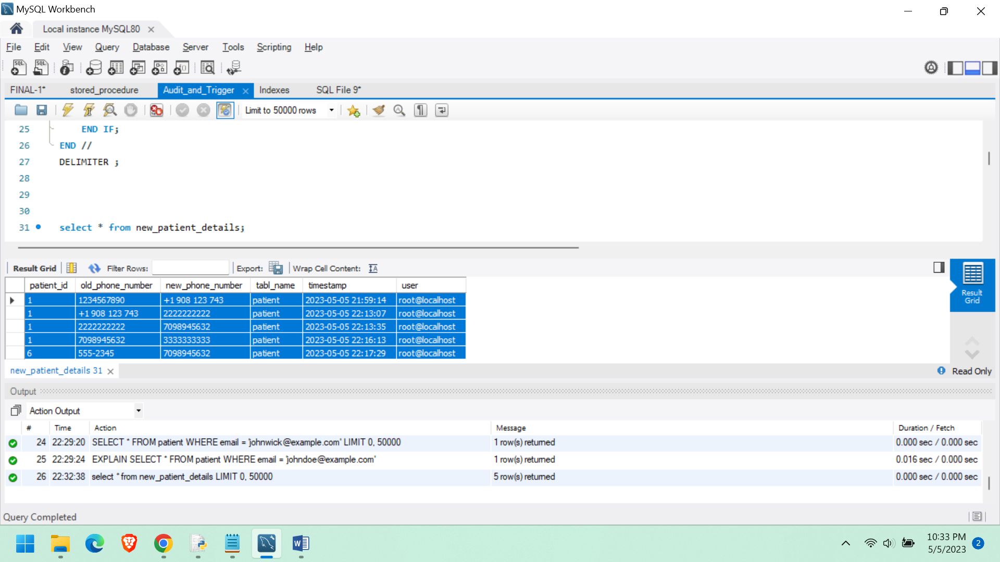 MySQL Workbench
Local instance MySQL80
File Edit View Query Database Server Tools Scripting Help
SQL SQL
FINAL-1* stored_procedure Audit_and_Trigger Indexes SQL File 9*
Limit to 50000 rows
25 END IF;
26 END //
27 DELIMITER ;
28
29
30
31 select * from new_patient_details;
Result Grid Filter Rows: Export: Wrap Cell Content:
patient_id old_phone_number new_phone_number tabl_name timestamp user
1 1234567890 +1 908 123 743 patient 2023-05-05 21:59:14 root@localhost
1 +1 908 123 743 2222222222 patient 2023-05-05 22:13:07 root@localhost
1 2222222222 7098945632 patient 2023-05-05 22:13:35 root@localhost
1 7098945632 3333333333 patient 2023-05-05 22:16:13 root@localhost
6 555-2345 7098945632 patient 2023-05-05 22:17:29 root@localhost
Result
Grid
new_patient_details 31
Read Only
Output
Action Output
# Time Action Message Duration / Fetch
24 22:29:20 SELECT * FROM patient WHERE email = 'johnwick@example.com' LIMIT 0, 50000 1 row(s) returned 0.000 sec / 0.000 sec
25 22:29:24 EXPLAIN SELECT * FROM patient WHERE email = 'johndoe@example.com' 1 row(s) returned 0.016 sec / 0.000 sec
26 22:32:38 select * from new_patient_details LIMIT 0, 50000 5 row(s) returned 0.000 sec / 0.000 sec
Query Completed
10:33 PM
5/5/2023
2